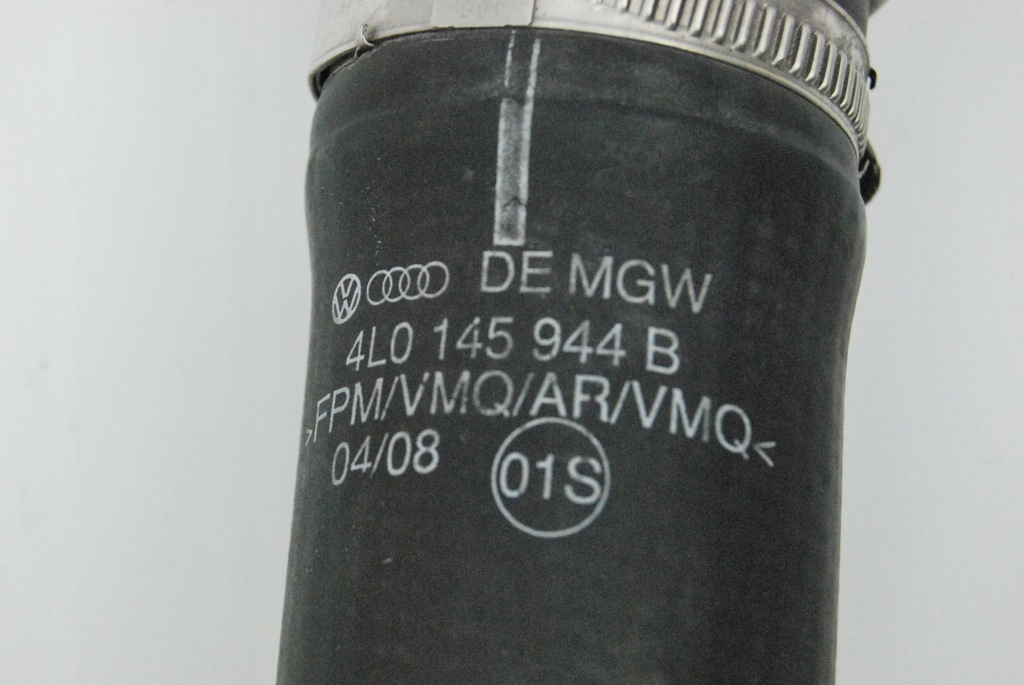 DE MGW
4L0 145 944 B
>FPM/VMQ/AR/VMQ<
04/08 01S